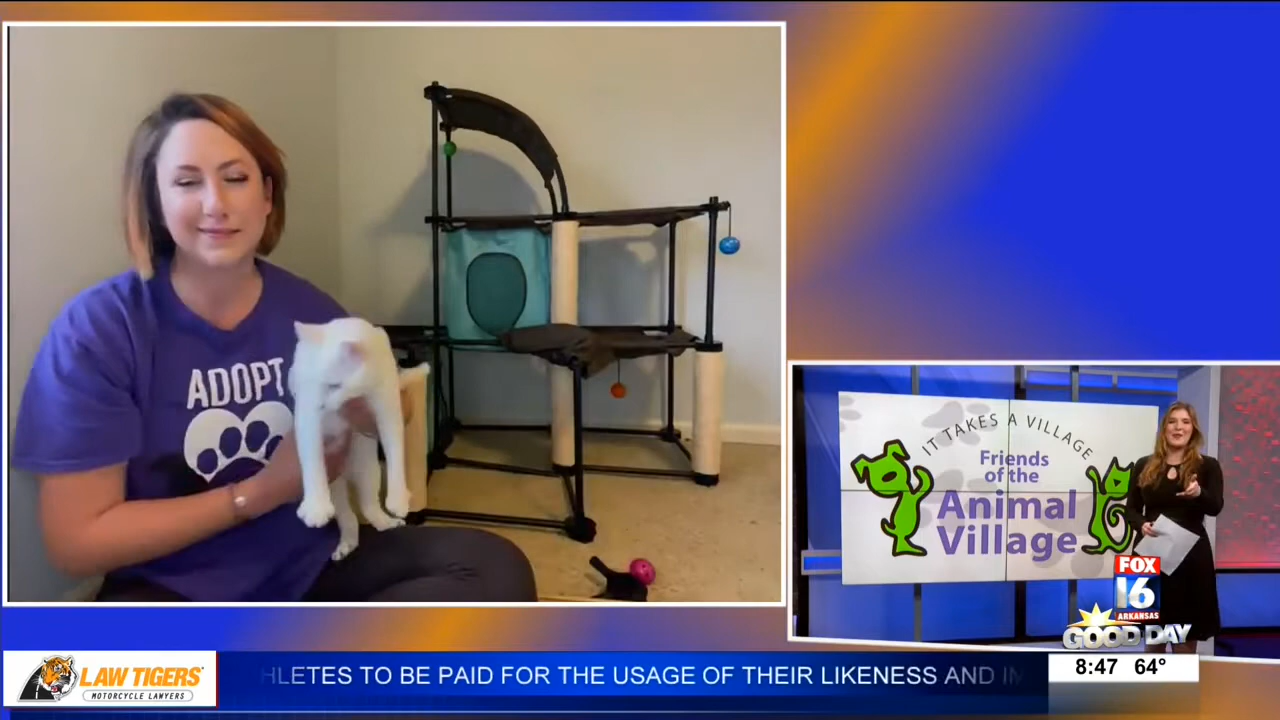 ADOPT
IT TAKES A VILLAGE
Friends
of the
Animal
Village
FOX
16
ARKANSAS
GOOD DAY
LAW TIGERS
MOTORCYCLE LAWYERS
HLETES TO BE PAID FOR THE USAGE OF THEIR LIKENESS AND IM
8:47 64°